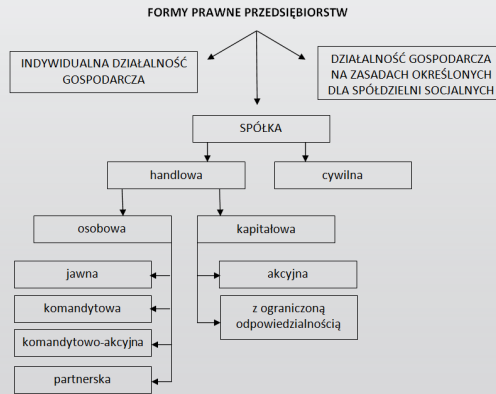 FORMY PRAWNE PRZEDSIĘBIORSTW
INDYWIDUALNA DZIAŁALNOŚĆ
GOSPODARCZA
DZIAŁALNOŚĆ GOSPODARCZA
NA ZASADACH OKREŚLONYCH
DLA SPÓŁDZIELNI SOCJALNYCH
SPÓŁKA
handlowa
cywilna
osobowa
kapitałowa
jawna
akcyjna
komandytowa
z ograniczoną
odpowiedzialnością
komandytowo-akcyjna
partnerska